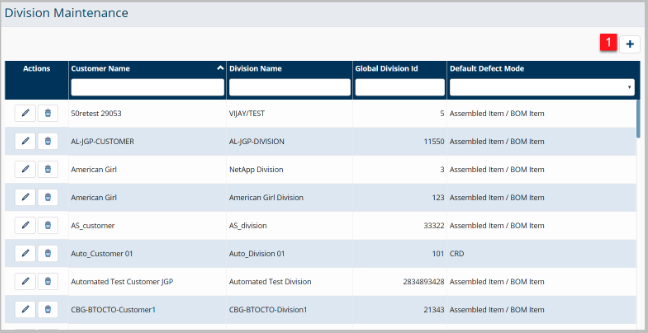 Division Maintenance
1 +
Actions Customer Name Division Name Global Division Id Default Defect Mode
50retest 29053 VIJAY/TEST 5 Assembled Item / BOM Item
AL-JGP-CUSTOMER AL-JGP-DIVISION 11550 Assembled Item / BOM Item
American Girl NetApp Division 3 Assembled Item / BOM Item
American Girl American Girl Division 123 Assembled Item / BOM Item
AS_customer AS_division 33322 Assembled Item / BOM Item
Auto_Customer 01 Auto_Division 01 101 CRD
Automated Test Customer JGP Automated Test Division 2834893428 Assembled Item / BOM Item
CBG-BTOCTO-Customer1 CBG-BTOCTO-Division1 21343 Assembled Item / BOM Item